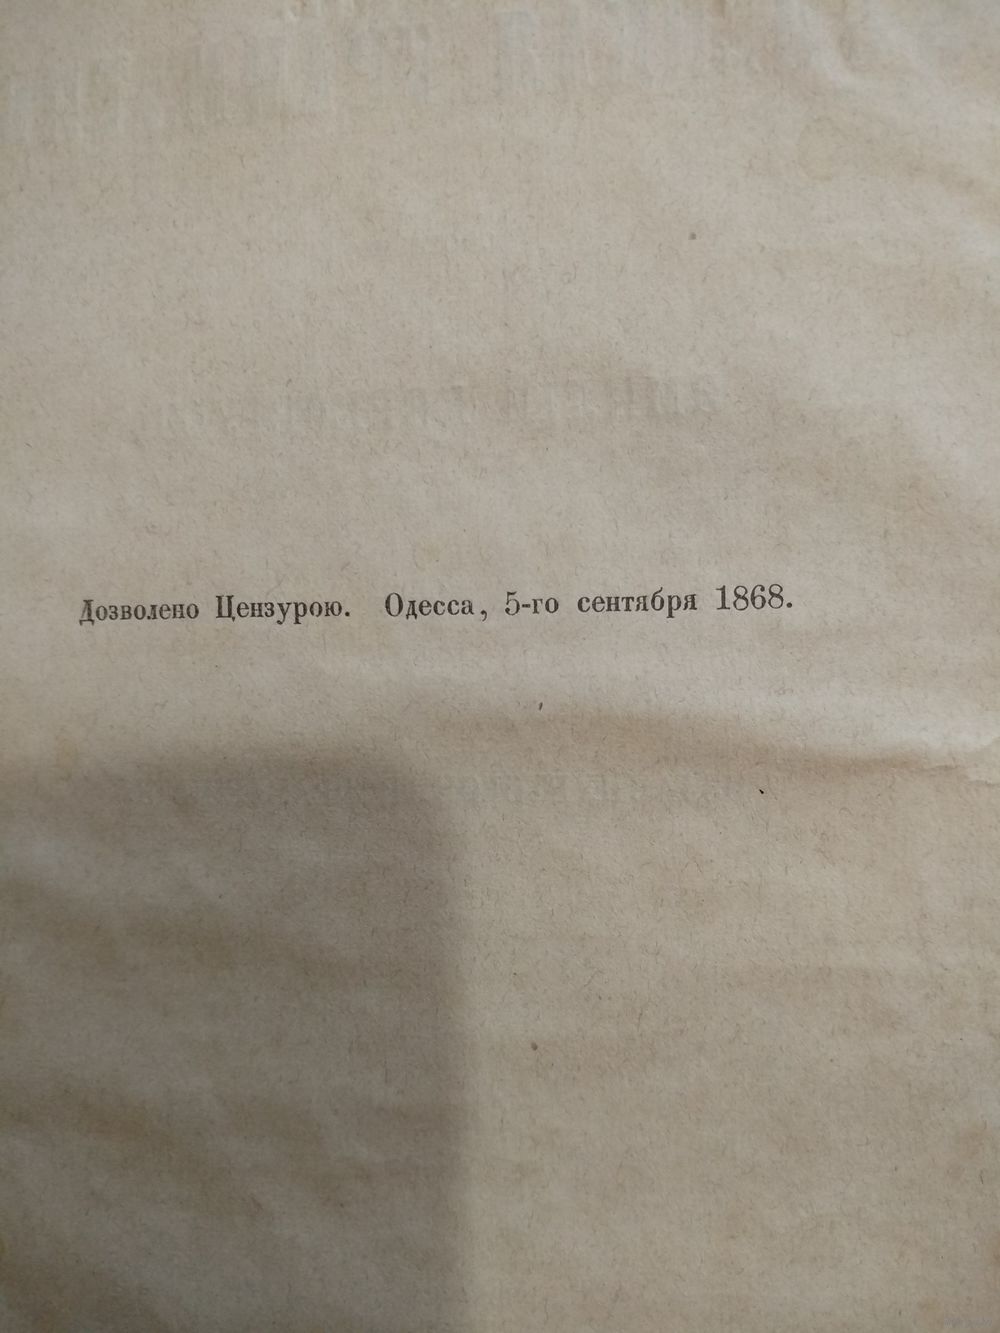 Дозволено Цензурою. Одесса, 5-го сентября 1868.